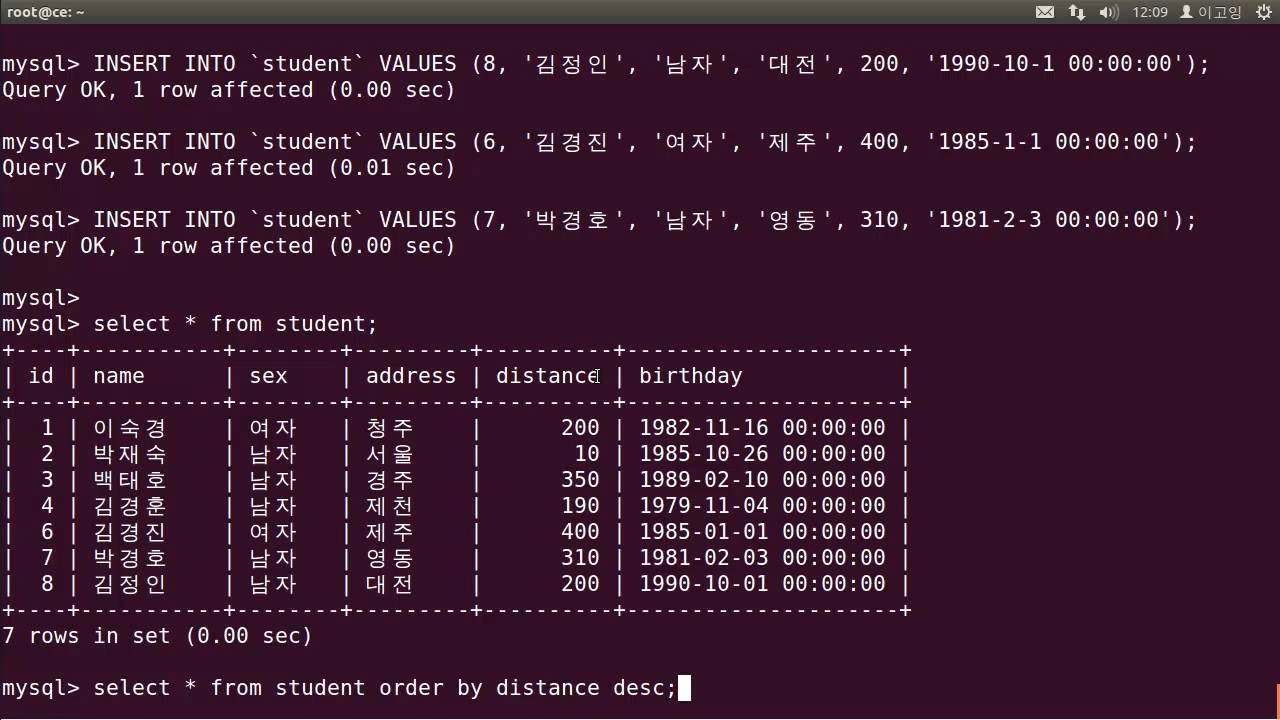 root@ce: ~ 12:09 이고잉
mysql> INSERT INTO `student` VALUES (8, '김정인', '남자', '대전', 200, '1990-10-1 00:00:00');
Query OK, 1 row affected (0.00 sec)
mysql> INSERT INTO `student` VALUES (6, '김경진', '여자', '제주', 400, '1985-1-1 00:00:00');
Query OK, 1 row affected (0.01 sec)
mysql> INSERT INTO `student` VALUES (7, '박경호', '남자', '영동', 310, '1981-2-3 00:00:00');
Query OK, 1 row affected (0.00 sec)
mysql>
mysql> select * from student;
+----+-----------+--------+---------+----------+---------------------+
| id | name | sex | address | distance | birthday |
+----+-----------+--------+---------+----------+---------------------+
| 1 | 이숙경 | 여자 | 청주 | 200 | 1982-11-16 00:00:00 |
| 2 | 박재숙 | 남자 | 서울 | 10 | 1985-10-26 00:00:00 |
| 3 | 백태호 | 남자 | 경주 | 350 | 1989-02-10 00:00:00 |
| 4 | 김경훈 | 남자 | 제천 | 190 | 1979-11-04 00:00:00 |
| 6 | 김경진 | 여자 | 제주 | 400 | 1985-01-01 00:00:00 |
| 7 | 박경호 | 남자 | 영동 | 310 | 1981-02-03 00:00:00 |
| 8 | 김정인 | 남자 | 대전 | 200 | 1990-10-01 00:00:00 |
+----+-----------+--------+---------+----------+---------------------+
7 rows in set (0.00 sec)
mysql> select * from student order by distance desc;